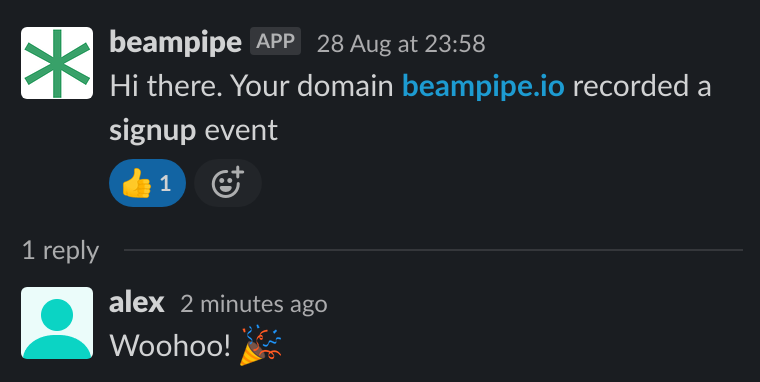 beampipe APP 28 Aug at 23:58
Hi there. Your domain beampipe.io recorded a
signup event
👍 1
1 reply
alex 2 minutes ago
Woohoo! 🎉